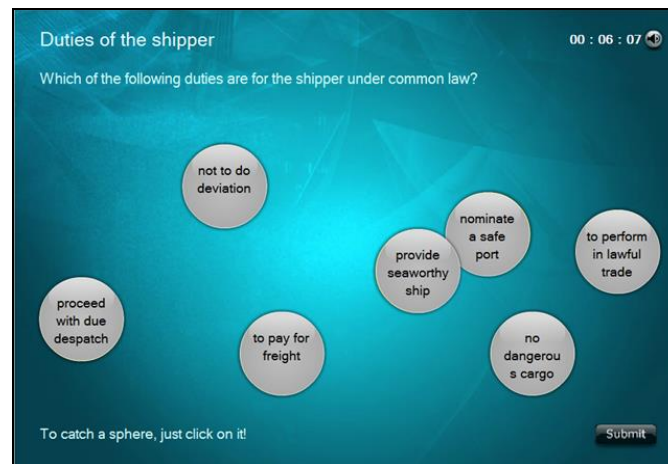 Duties of the shipper
00 : 06 : 07
Which of the following duties are for the shipper under common law?
not to do
deviation
nominate
a safe
port
to perform
in lawful
trade
provide
seaworthy
ship
proceed
with due
despatch
to pay for
freight
no
dangerou
s cargo
To catch a sphere, just click on it!
Submit